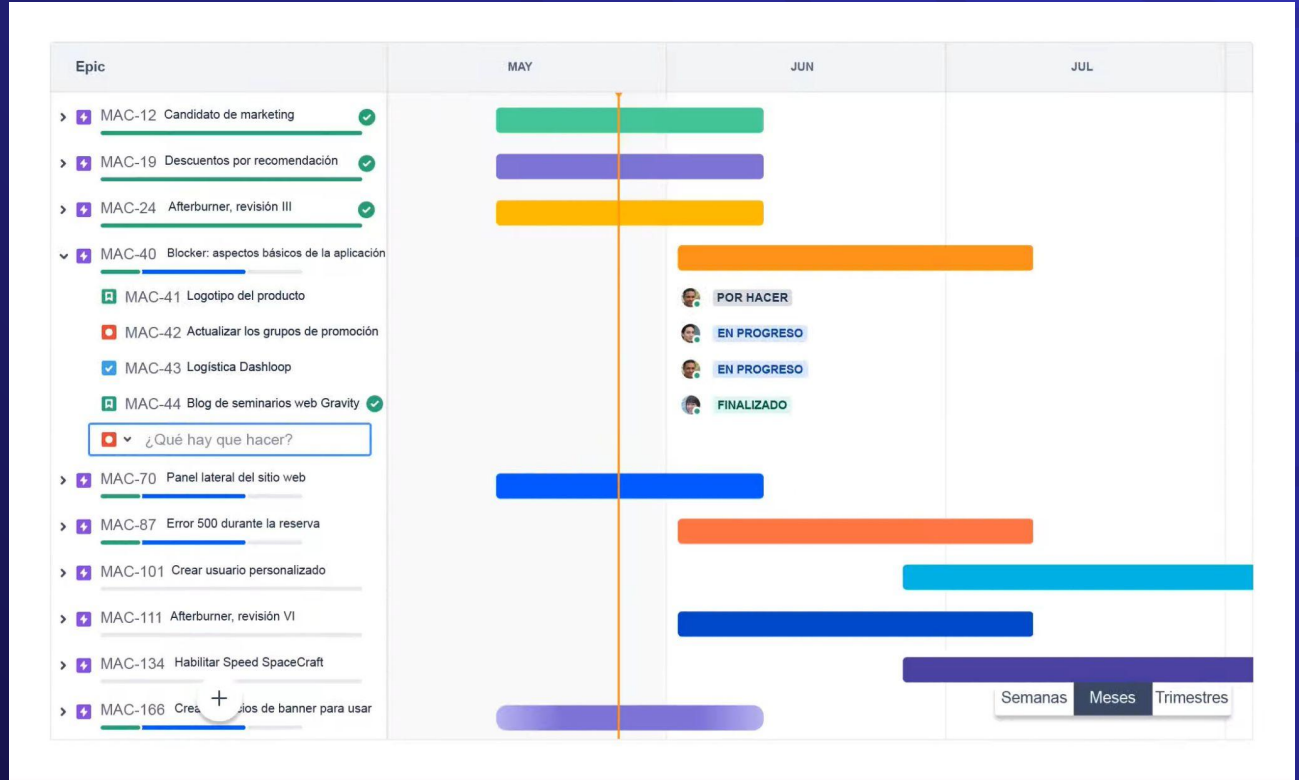 Epic MAY JUN JUL
MAC-12 Candidato de marketing
MAC-19 Descuentos por recomendación
MAC-24 Afterburner, revisión III
MAC-40 Blocker: aspectos básicos de la aplicación
MAC-41 Logotipo del producto POR HACER
MAC-42 Actualizar los grupos de promoción EN PROGRESO
MAC-43 Logística Dashloop EN PROGRESO
MAC-44 Blog de seminarios web Gravity FINALIZADO
¿Qué hay que hacer?
MAC-70 Panel lateral del sitio web
MAC-87 Error 500 durante la reserva
MAC-101 Crear usuario personalizado
MAC-111 Afterburner, revisión VI
MAC-134 Habilitar Speed SpaceCraft
Semanas Meses Trimestres
MAC-166 de banner para usar